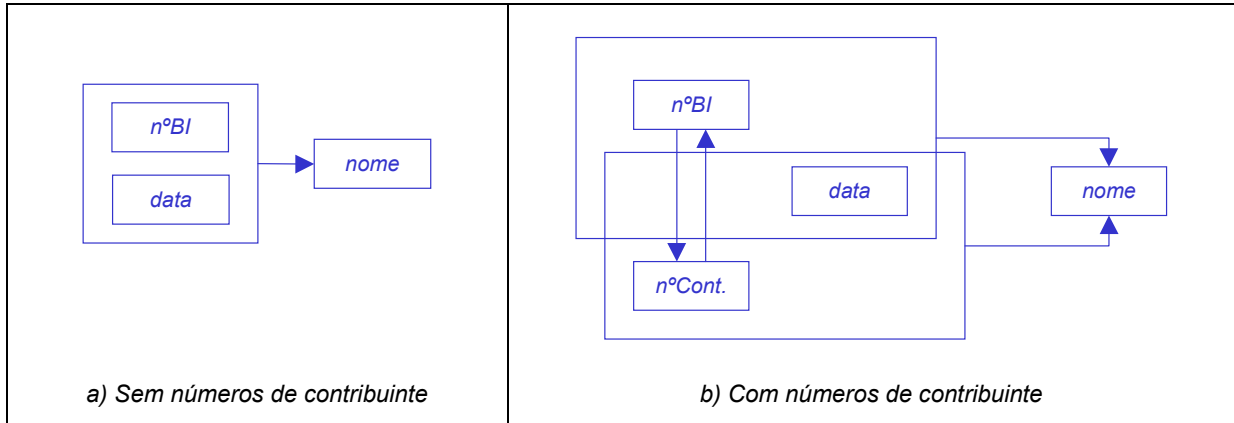 nºBI
data
nome
a) Sem números de contribuinte
nºBI
data
nome
nºCont.
b) Com números de contribuinte